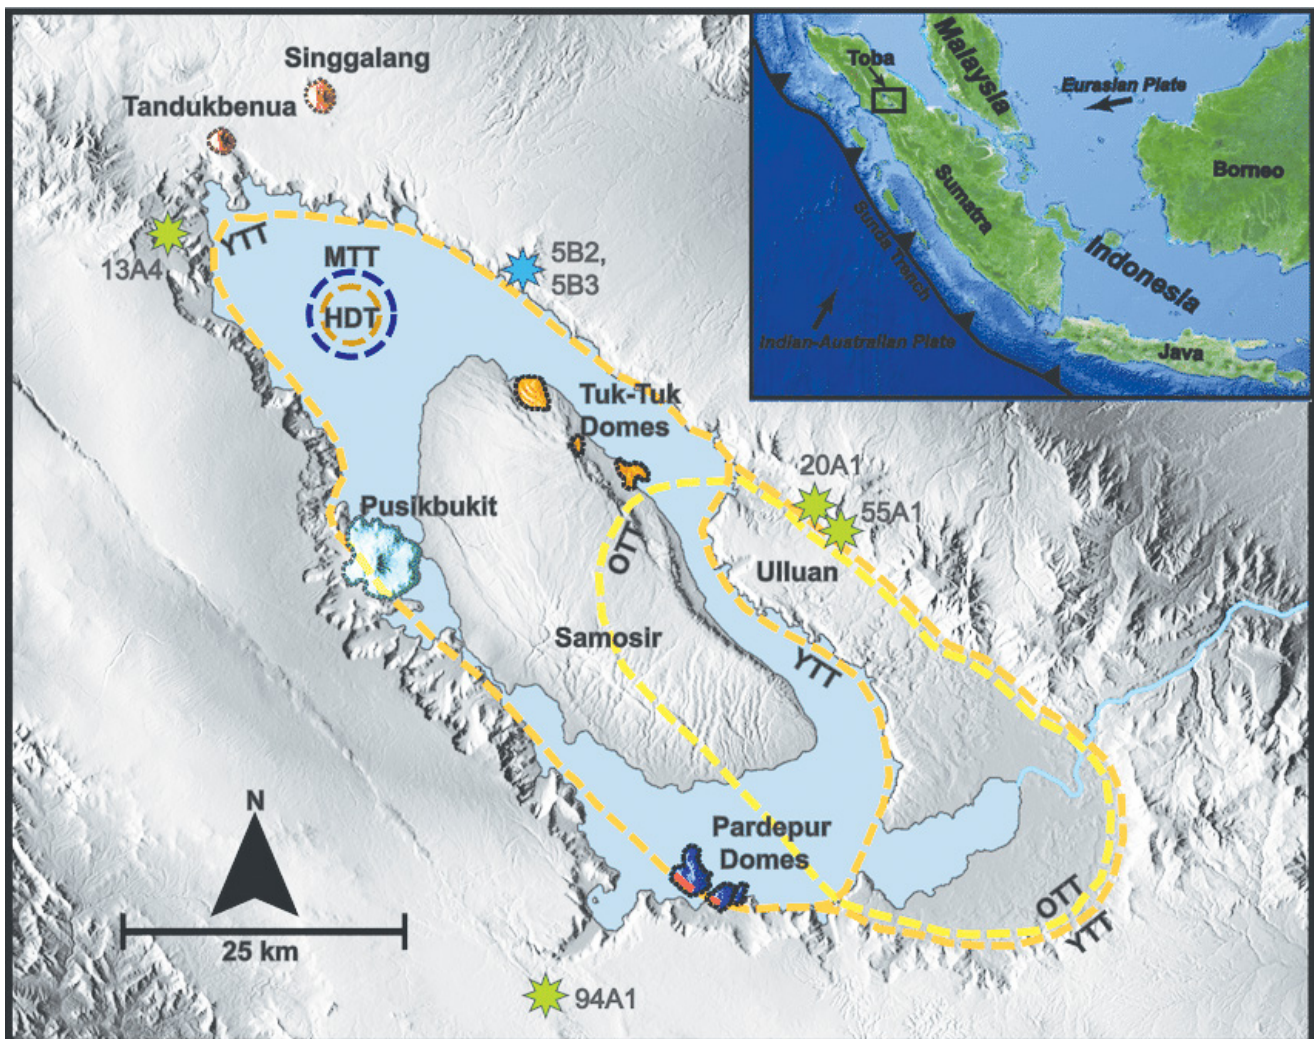 Singgalang
Tandukbenua
13A4
YTT
MTT
HDT
5B2,
5B3
Tuk-Tuk
Domes
Pusikbukit
20A1
55A1
OTT
Ulluan
Samosir
YTT
Pardepur
Domes
OTT
YTT
N
25 km
94A1
Toba
Malaysia
Eurasian Plate
Borneo
Sumatra
Sunda Trench
Indonesia
Indian-Australian Plate
Java